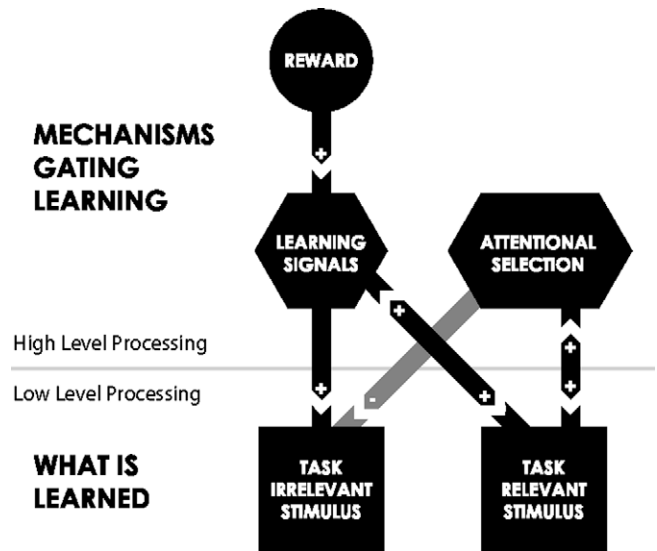 REWARD
MECHANISMS
GATING
LEARNING
+
LEARNING
SIGNALS
ATTENTIONAL
SELECTION
+
+
High Level Processing
Low Level Processing
+
-
+
+
WHAT IS
LEARNED
TASK
IRRELEVANT
STIMULUS
TASK
RELEVANT
STIMULUS